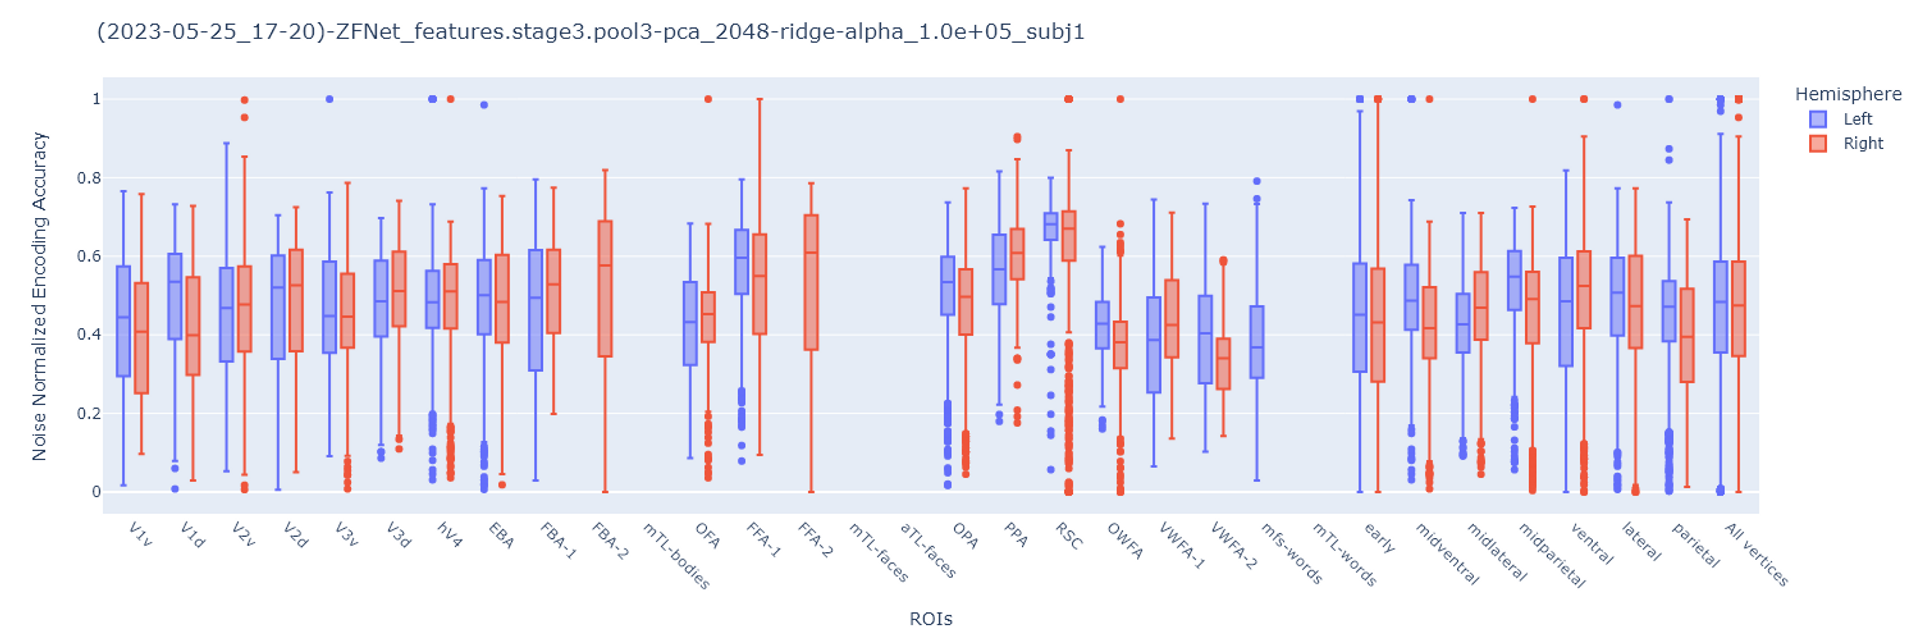 (2023-05-25_17-20)-ZFNet_features.stage3.pool3-pca_2048-ridge-alpha_1.0e+05_subj1
Hemisphere
Left
Right
Noise Normalized Encoding Accuracy
1
0.8
0.6
0.4
0.2
0
V1v
V1d
V2v
V2d
V3v
V3d
hV4
EBA
FBA-1
FBA-2
mTL-bodies
OFA
FFA-1
FFA-2
mTL-faces
aTL-faces
OPA
PPA
RSC
OWFA
VWFA-1
VWFA-2
mfs-words
mTL-words
early
midventral
midlateral
midparietal
ventral
lateral
parietal
All vertices
ROIs